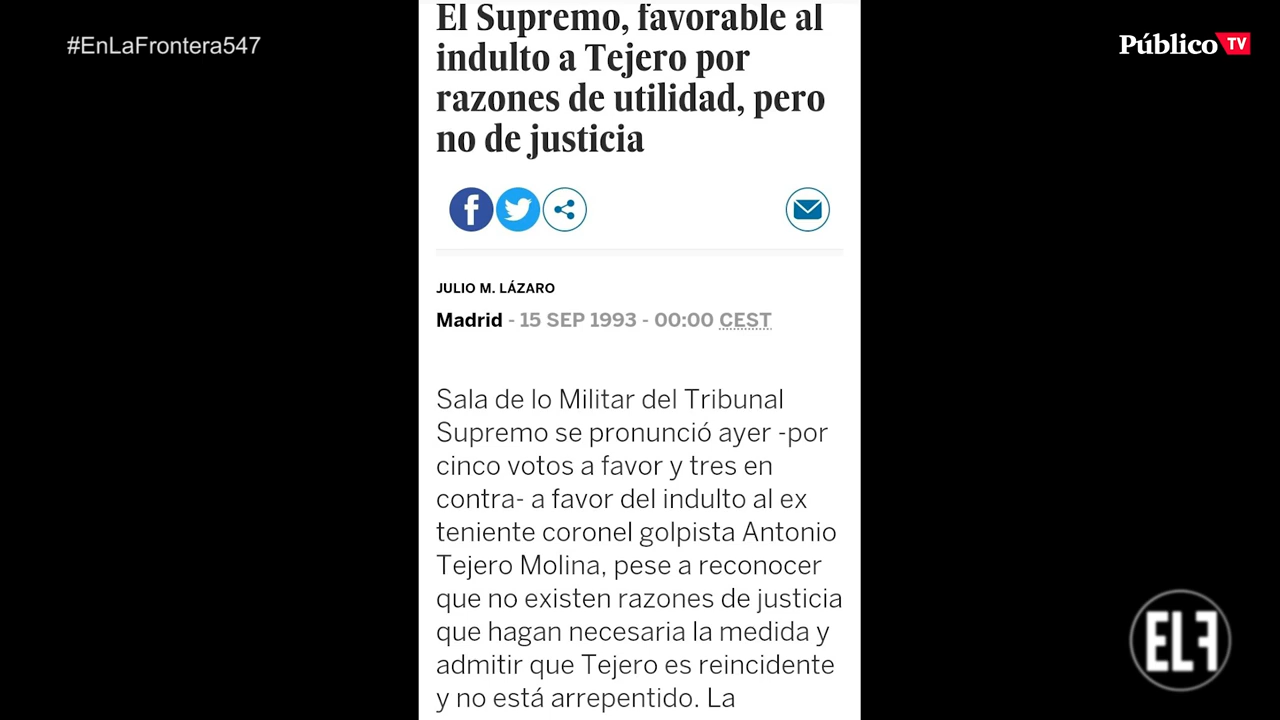 #EnLaFrontera547
Público TV
El Supremo, favorable al
indulto a Tejero por
razones de utilidad, pero
no de justicia
JULIO M. LÁZARO
Madrid - 15 SEP 1993 - 00:00 CEST
Sala de lo Militar del Tribunal
Supremo se pronunció ayer -por
cinco votos a favor y tres en
contra- a favor del indulto al ex
teniente coronel golpista Antonio
Tejero Molina, pese a reconocer
que no existen razones de justicia
que hagan necesaria la medida y
admitir que Tejero es reincidente
y no está arrepentido. La
ELF